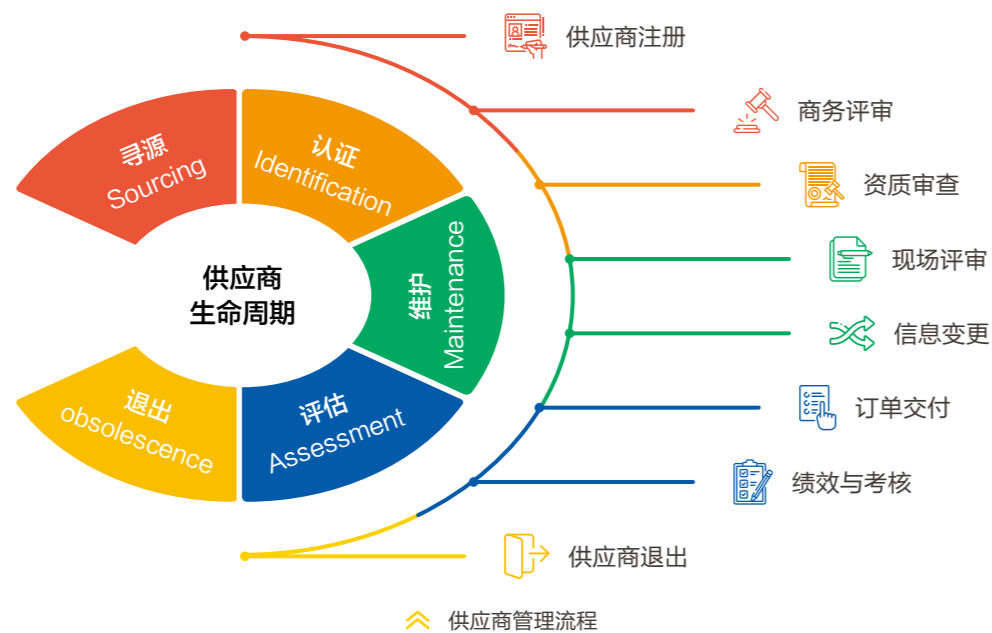 供应商注册
商务评审
寻源
Sourcing
认证
Identification
资质审查
维护
Maintenance
现场评审
供应商
生命周期
信息变更
退出
obsolescence
评估
Assessment
订单交付
绩效与考核
供应商退出
供应商管理流程